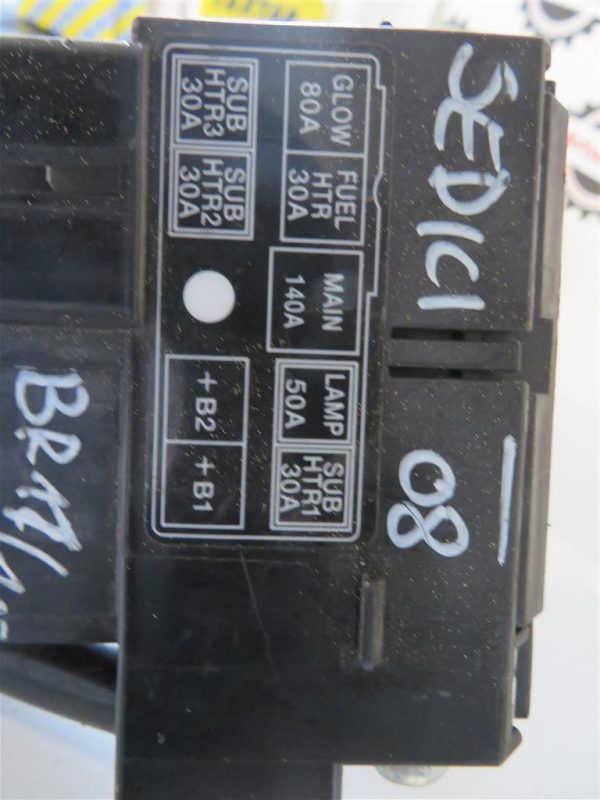 GLOW
80A
FUEL
HTR
30A
MAIN
140A
LAMP
50A
SUB
HTR1
30A
SUB
HTR3
30A
SUB
HTR2
30A
+B2
+B1
SEDICI
08